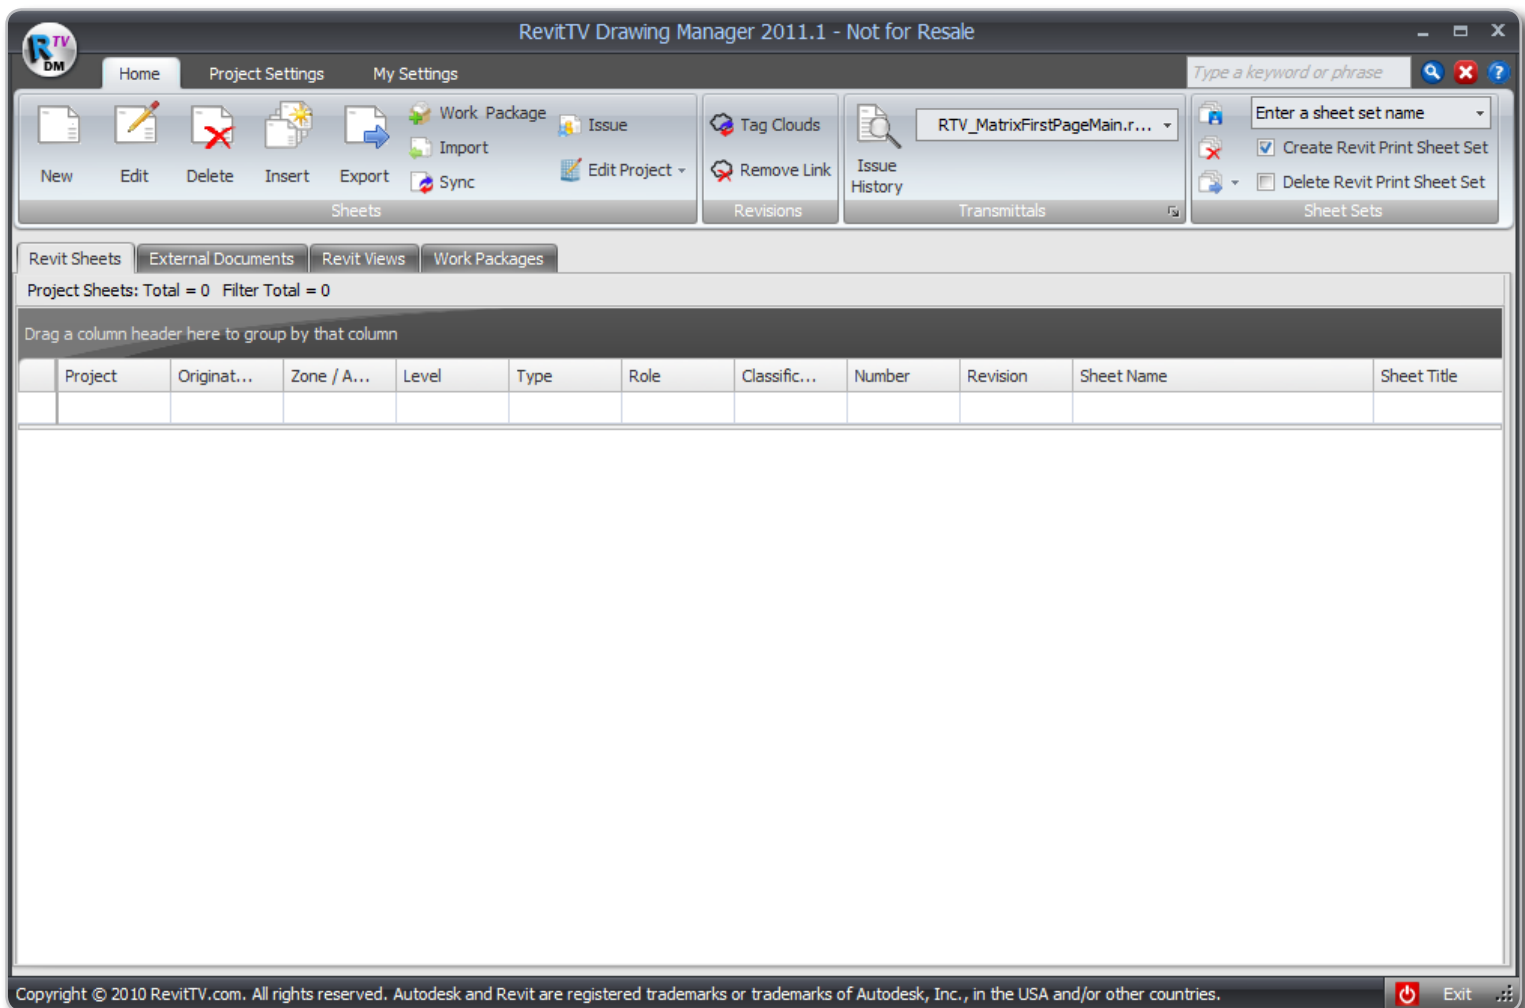 RevitTV Drawing Manager 2011.1 - Not for Resale
R TV DM
Home Project Settings My Settings Type a keyword or phrase
New Edit Delete Insert Export
Work Package
Import
Sync
Issue
Edit Project
Sheets
Tag Clouds
Remove Link
Revisions
Issue
History
RTV_MatrixFirstPageMain.r...
Transmittals
Enter a sheet set name
Create Revit Print Sheet Set
Delete Revit Print Sheet Set
Sheet Sets
Revit Sheets External Documents Revit Views Work Packages
Project Sheets: Total = 0 Filter Total = 0
Drag a column header here to group by that column
Project Originat... Zone / A... Level Type Role Classific... Number Revision Sheet Name Sheet Title
Copyright © 2010 RevitTV.com. All rights reserved. Autodesk and Revit are registered trademarks or trademarks of Autodesk, Inc., in the USA and/or other countries. Exit